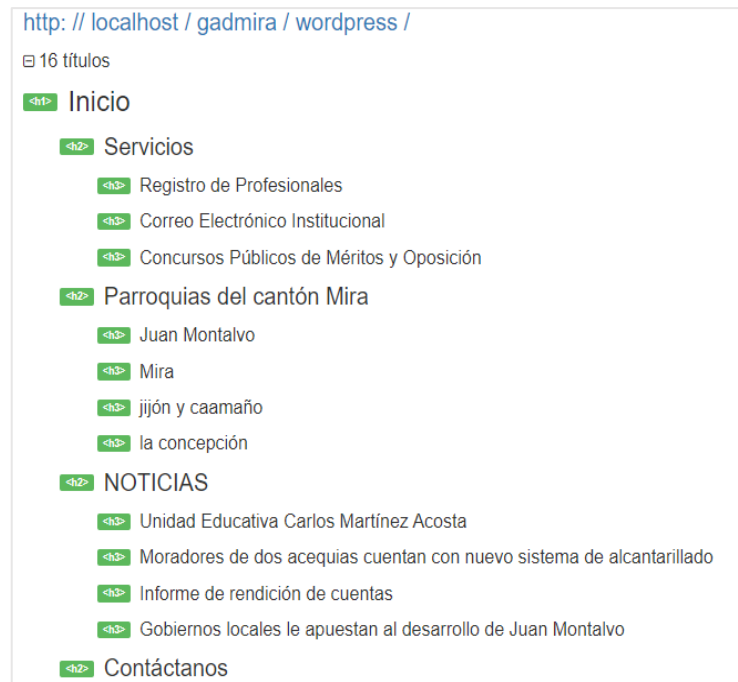 http: // localhost / gadmira / wordpress /
⊟ 16 títulos
<h1> Inicio
<h2> Servicios
<h3> Registro de Profesionales
<h3> Correo Electrónico Institucional
<h3> Concursos Públicos de Méritos y Oposición
<h2> Parroquias del cantón Mira
<h3> Juan Montalvo
<h3> Mira
<h3> jijón y caamaño
<h3> la concepción
<h2> NOTICIAS
<h3> Unidad Educativa Carlos Martínez Acosta
<h3> Moradores de dos acequias cuentan con nuevo sistema de alcantarillado
<h3> Informe de rendición de cuentas
<h3> Gobiernos locales le apuestan al desarrollo de Juan Montalvo
<h2> Contáctanos